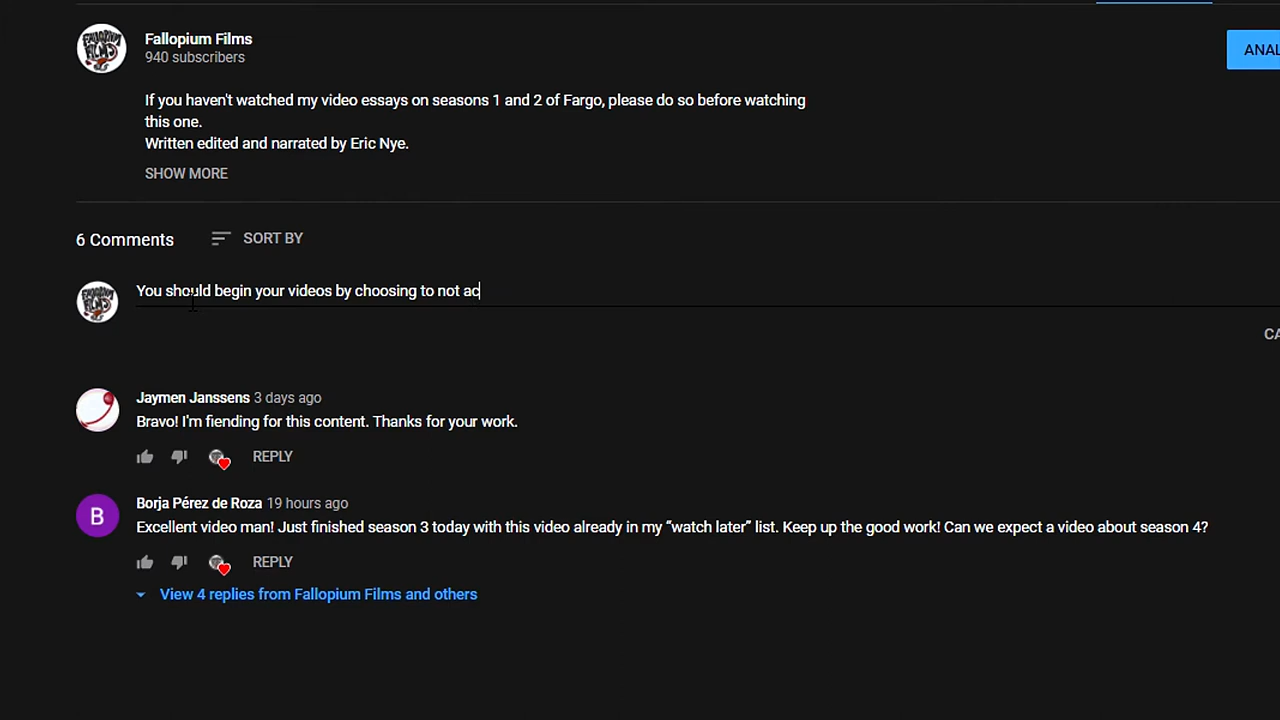 Fallopium Films
940 subscribers
If you haven't watched my video essays on seasons 1 and 2 of Fargo, please do so before watching
this one.
Written edited and narrated by Eric Nye.
SHOW MORE
ANAL
6 Comments
SORT BY
You should begin your videos by choosing to not ac
CA
Jaymen Janssens 3 days ago
Bravo! I'm fiending for this content. Thanks for your work.
REPLY
B
Borja Pérez de Roza 19 hours ago
Excellent video man! Just finished season 3 today with this video already in my “watch later” list. Keep up the good work! Can we expect a video about season 4?
REPLY
View 4 replies from Fallopium Films and others